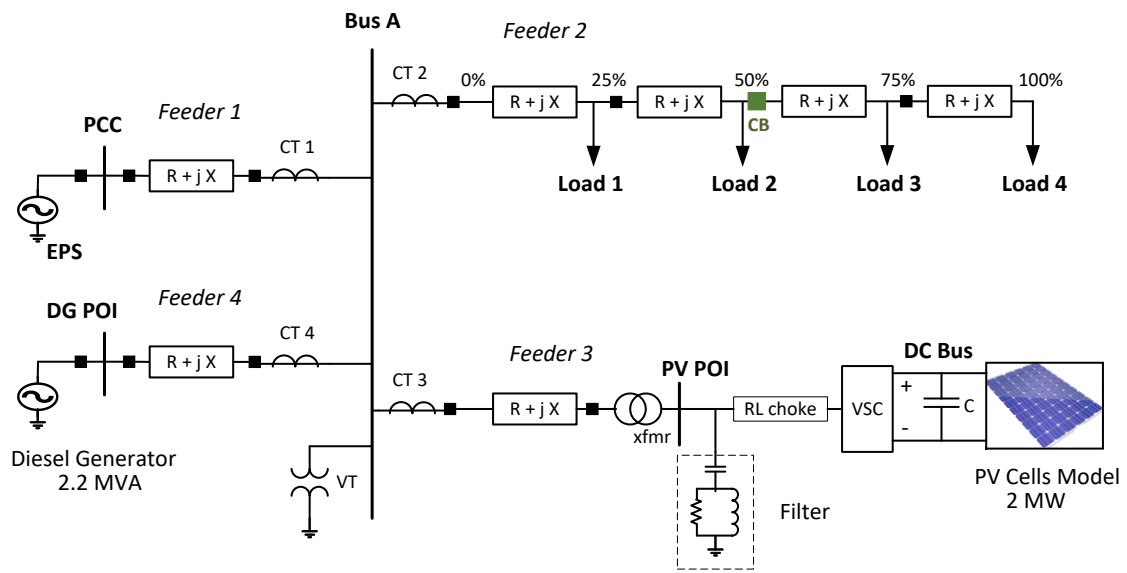 Bus A
Feeder 2
CT 2
0%
25%
50%
75%
100%
R + j X
R + j X
R + j X
R + j X
CB
Load 1
Load 2
Load 3
Load 4
Feeder 1
PCC
CT 1
R + j X
EPS
Feeder 4
DG POI
CT 4
R + j X
Diesel Generator
2.2 MVA
VT
Feeder 3
CT 3
R + j X
xfmr
PV POI
RL choke
VSC
DC Bus
+
-
C
PV Cells Model
2 MW
Filter